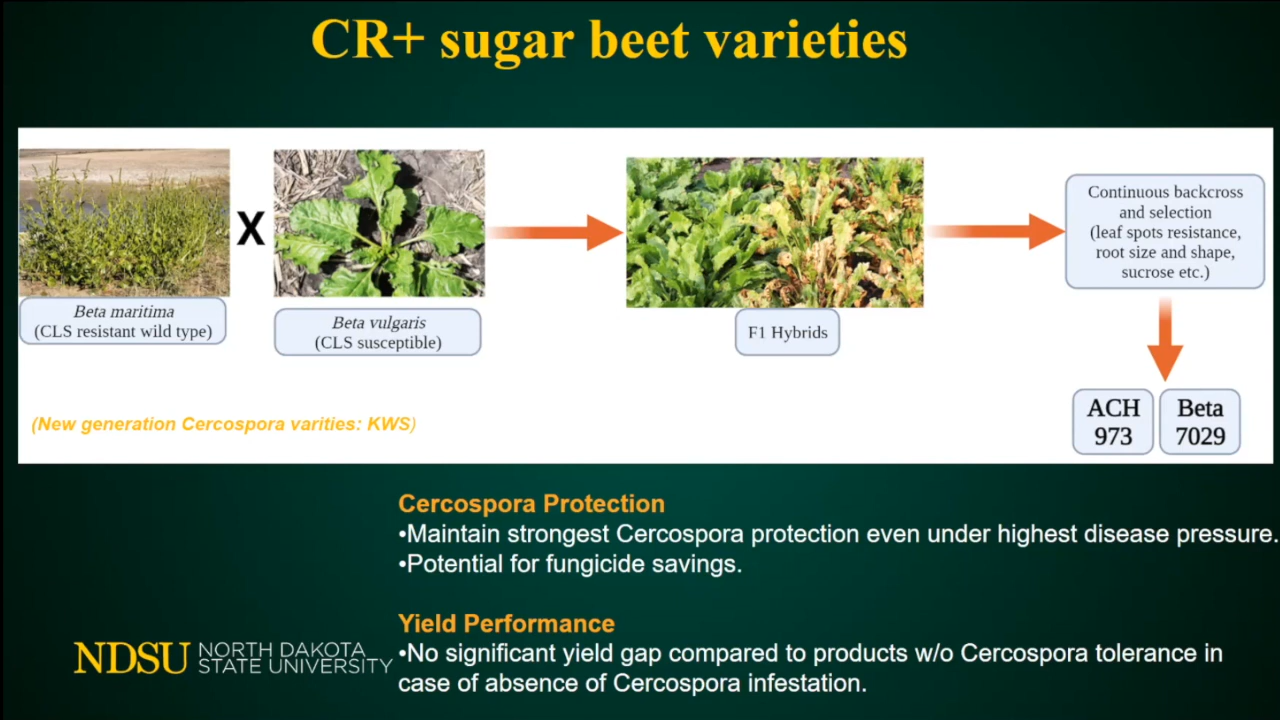 CR+ sugar beet varieties
X
Beta maritima
(CLS resistant wild type)
Beta vulgaris
(CLS susceptible)
F1 Hybrids
Continuous backcross
and selection
(leaf spots resistance,
root size and shape,
sucrose etc.)
ACH
973
Beta
7029
(New generation Cercospora varities: KWS)
Cercospora Protection
•Maintain strongest Cercospora protection even under highest disease pressure.
•Potential for fungicide savings.
Yield Performance
•No significant yield gap compared to products w/o Cercospora tolerance in
case of absence of Cercospora infestation.
NDSU NORTH DAKOTA
STATE UNIVERSITY